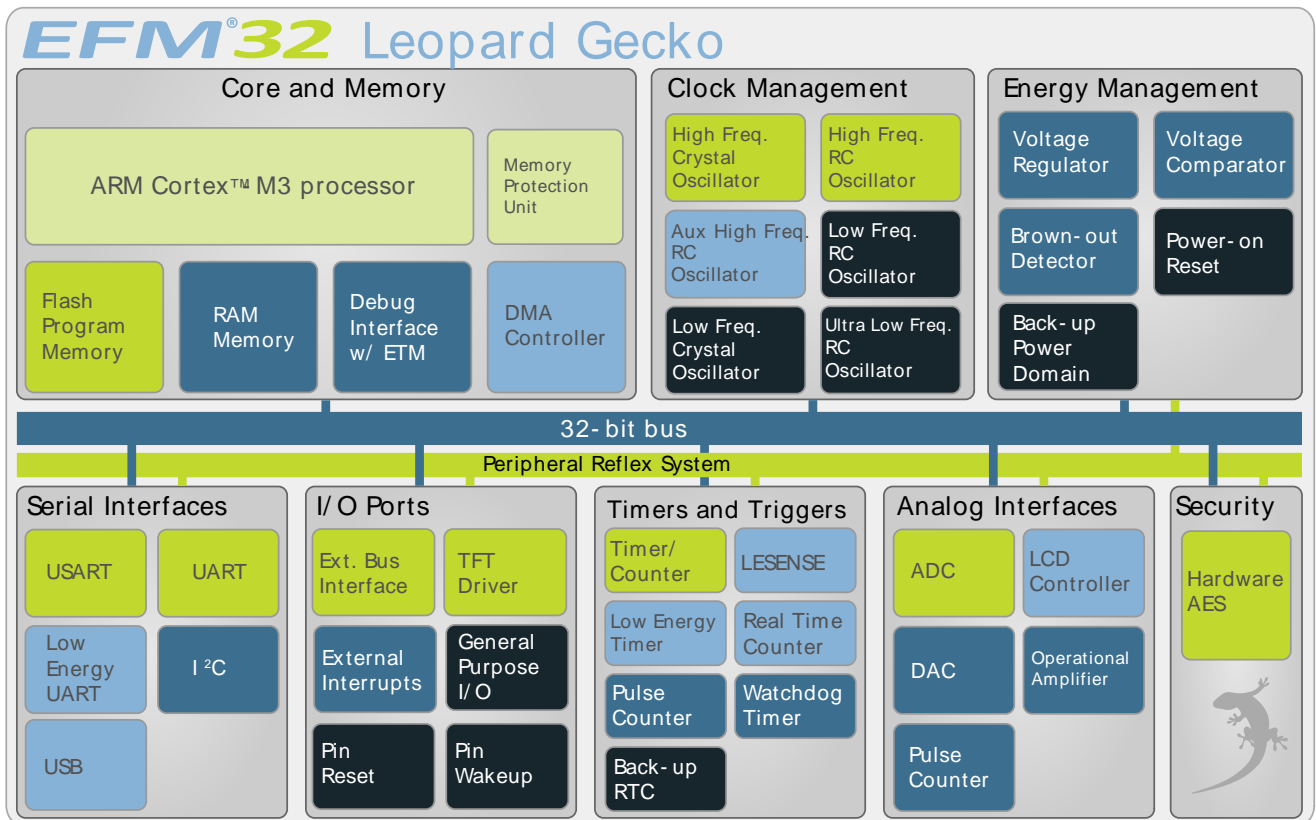 EFM®32 Leopard Gecko
Core and Memory
ARM Cortex™ M3 processor
Memory
Protection
Unit
Flash
Program
Memory
RAM
Memory
Debug
Interface
w/ ETM
DMA
Controller
Clock Management
High Freq.
Crystal
Oscillator
High Freq.
RC
Oscillator
Aux High Freq.
RC
Oscillator
Low Freq.
RC
Oscillator
Low Freq.
Crystal
Oscillator
Ultra Low Freq.
RC
Oscillator
Energy Management
Voltage
Regulator
Voltage
Comparator
Brown-out
Detector
Power-on
Reset
Back-up
Power
Domain
32-bit bus
Peripheral Reflex System
Serial Interfaces
USART
UART
Low
Energy
UART
I²C
USB
I/O Ports
Ext. Bus
Interface
TFT
Driver
External
Interrupts
General
Purpose
I/O
Pin
Reset
Pin
Wakeup
Timers and Triggers
Timer/
Counter
LESENSE
Low Energy
Timer
Real Time
Counter
Pulse
Counter
Watchdog
Timer
Back-up
RTC
Analog Interfaces
ADC
LCD
Controller
DAC
Operational
Amplifier
Pulse
Counter
Security
Hardware
AES